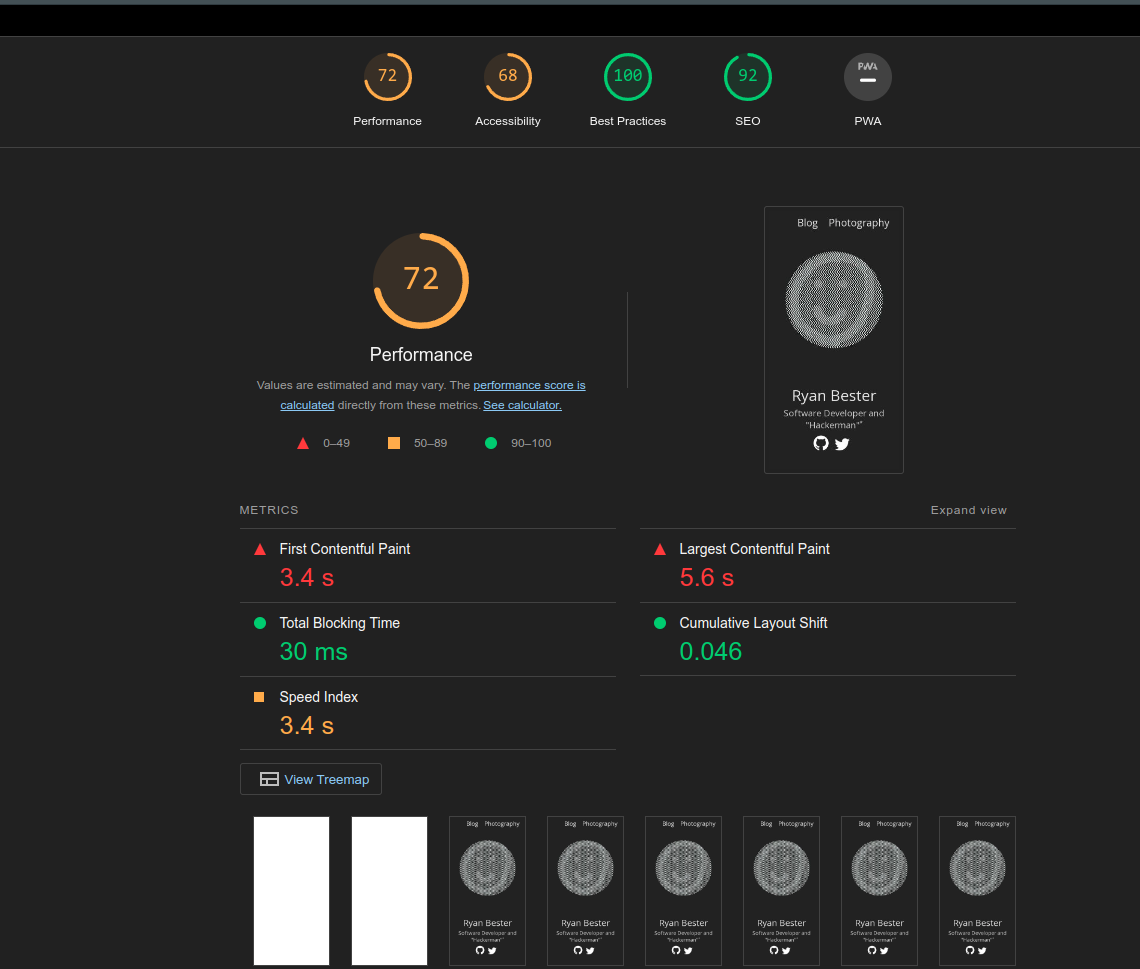 72
68
100
92
PWA
Performance
Accessibility
Best Practices
SEO
PWA
Blog Photography
72
Performance
Values are estimated and may vary. The performance score is
calculated directly from these metrics. See calculator.
0–49
50–89
90–100
Ryan Bester
Software Developer and
"Hackerman"*
METRICS
Expand view
First Contentful Paint
3.4 s
Largest Contentful Paint
5.6 s
Total Blocking Time
30 ms
Cumulative Layout Shift
0.046
Speed Index
3.4 s
View Treemap
Blog Photography
Blog Photography
Blog Photography
Blog Photography
Blog Photography
Blog Photography
Ryan Bester
Ryan Bester
Ryan Bester
Ryan Bester
Ryan Bester
Ryan Bester
Software Developer and
Software Developer and
Software Developer and
Software Developer and
Software Developer and
Software Developer and
"Hackerman"*
"Hackerman"*
"Hackerman"*
"Hackerman"*
"Hackerman"*
"Hackerman"*